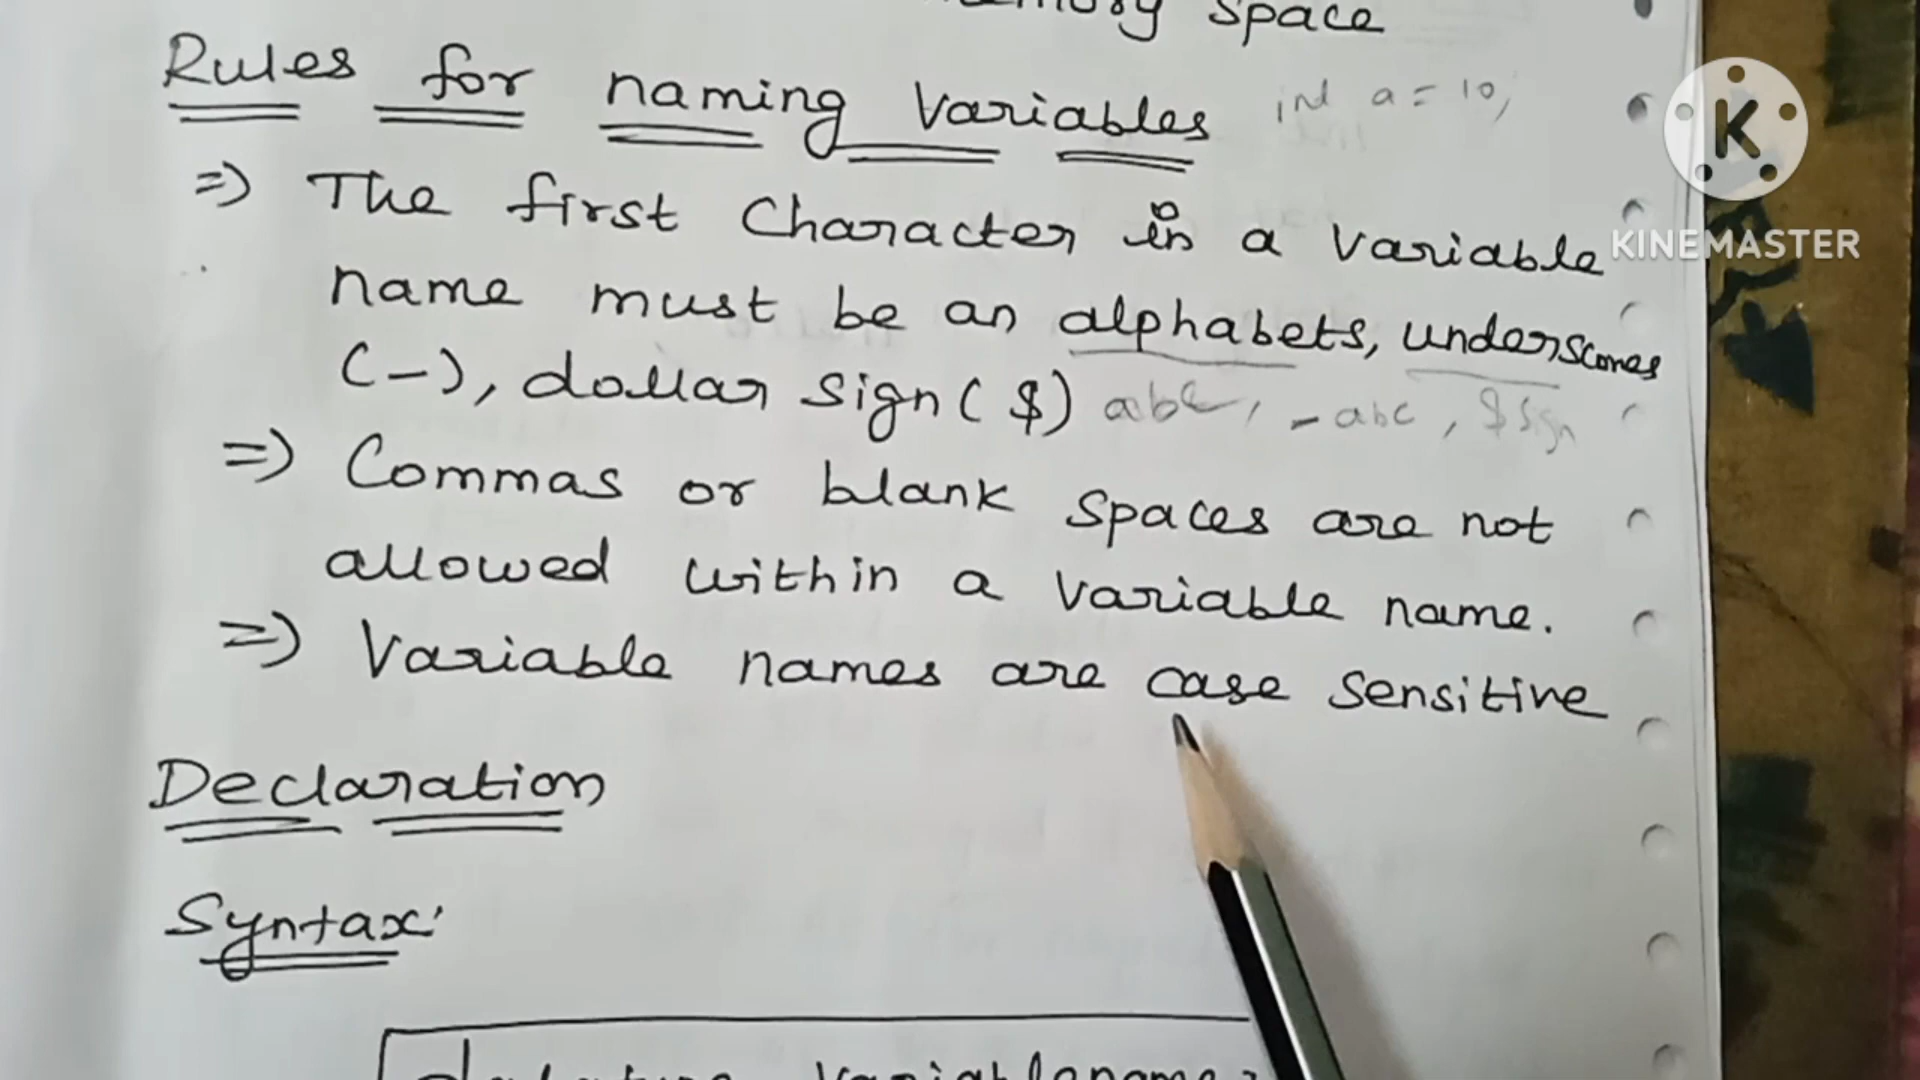 space
Rules for naming Variables int a = 10;
=> The first Character in a Variable
name must be an alphabets, underscores
(-), dollar sign ($) abc, -abc, $sign
=> Commas or blank spaces are not
allowed within a variable name.
=> Variable names are case sensitive
Declaration
Syntax:
K
KINEMASTER